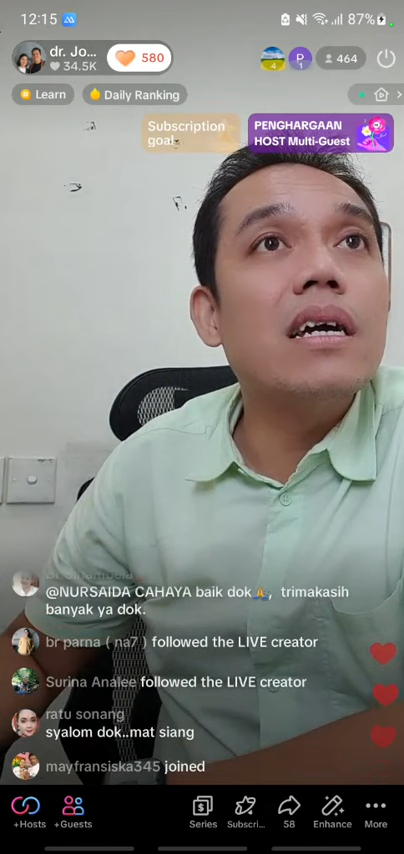 12:15
87%
dr. Jo...
34.5K
580
4
P
1
464
Learn
Daily Ranking
Subscription
goal
PENGHARGAAN
HOST Multi-Guest
@NURSAIDA CAHAYA baik dok🙏, trimakasih
banyak ya dok.
br parna ( na7 ) followed the LIVE creator
Surina Analee followed the LIVE creator
ratu sonang
syalom dok..mat siang
mayfransiska345 joined
+Hosts
+Guests
Series
Subscri...
58
Enhance
More